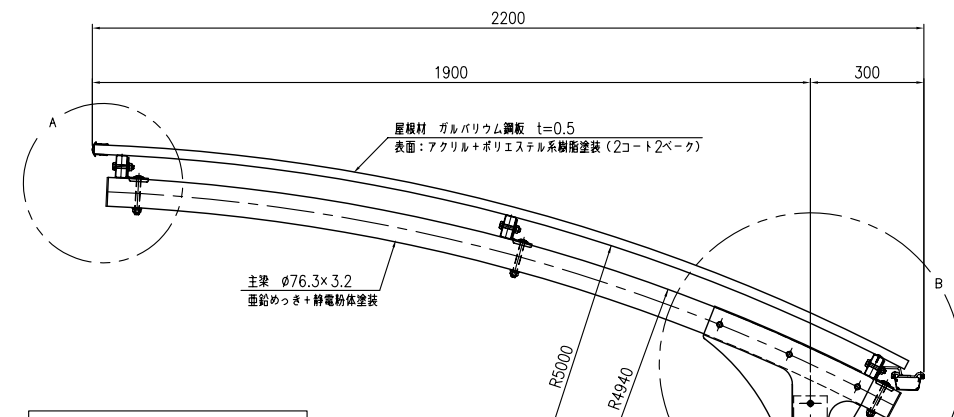 2200
1900
300
A
屋根材 ガルバリウム鋼板 t=0.5
表面：アクリル+ポリエステル系樹脂塗装（2コート2ベーク）
主梁 ø76.3×3.2
亜鉛めっき+静電粉体塗装
B
R5000
R4940